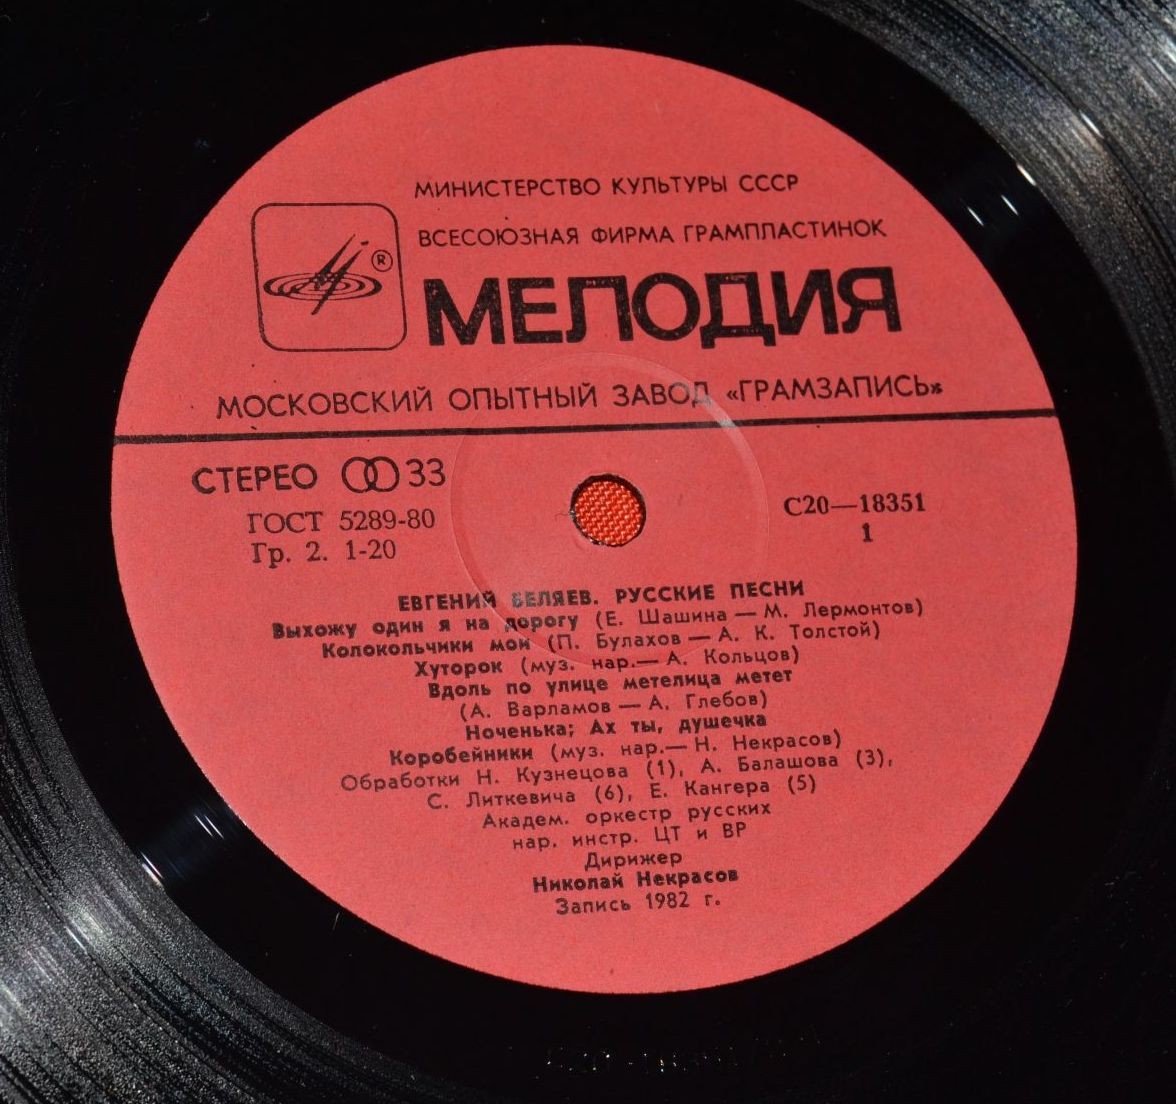 МИНИСТЕРСТВО КУЛЬТУРЫ СССР
ВСЕСОЮЗНАЯ ФИРМА ГРАМПЛАСТИНОК
®
МЕЛОДИЯ
МОСКОВСКИЙ ОПЫТНЫЙ ЗАВОД «ГРАМЗАПИСЬ»
СТЕРЕО 33
ГОСТ 5289-80
Гр. 2. 1-20
С20—18351
1
ЕВГЕНИЙ БЕЛЯЕВ. РУССКИЕ ПЕСНИ
Выхожу один я на дорогу (Е. Шашина — М. Лермонтов)
Колокольчики мои (П. Булахов — А. К. Толстой)
Хуторок (муз. нар.— А. Кольцов)
Вдоль по улице метелица метет
(А. Варламов — А. Глебов)
Ноченька; Ах ты, душечка
Коробейники (муз. нар.— Н. Некрасов)
Обработки Н. Кузнецова (1), А. Балашова (3),
С. Литкевича (6), Е. Кангера (5)
Академ. оркестр русских
нар. инстр. ЦТ и ВР
Дирижер
Николай Некрасов
Запись 1982 г.